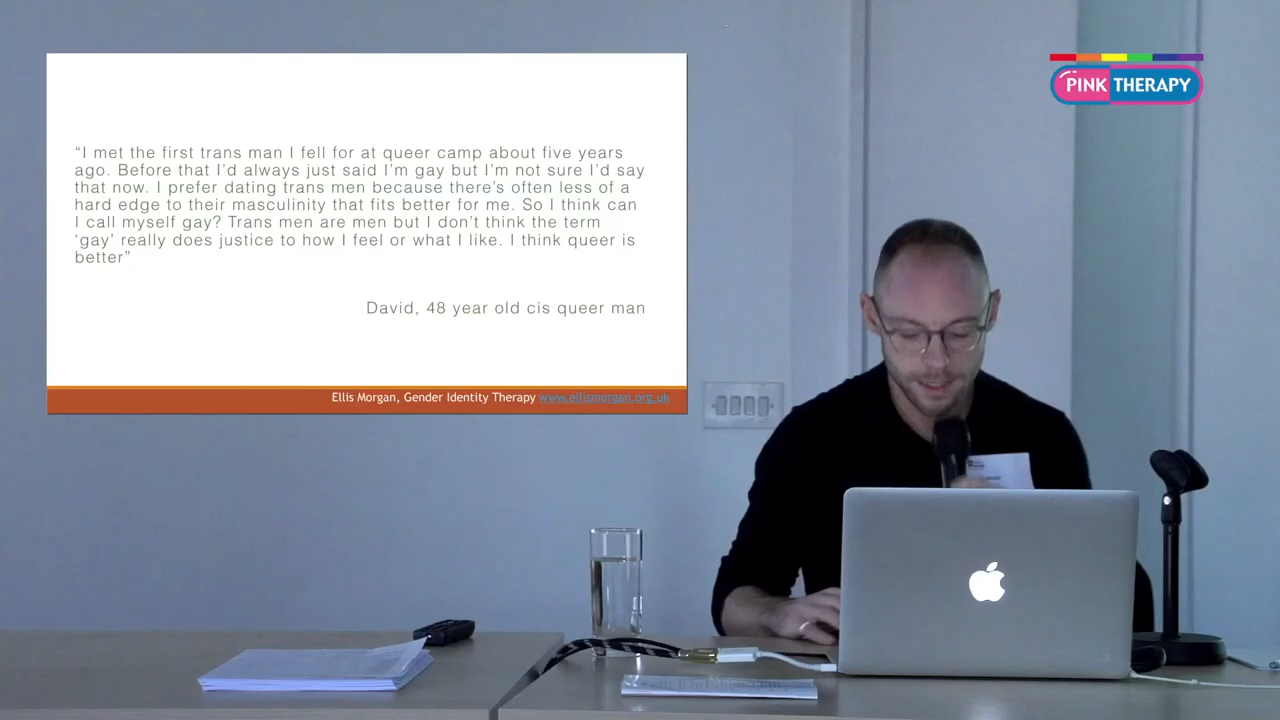 PINK THERAPY
“I met the first trans man I fell for at queer camp about five years
ago. Before that I’d always just said I’m gay but I’m not sure I’d say
that now. I prefer dating trans men because there’s often less of a
hard edge to their masculinity that fits better for me. So I think can
I call myself gay? Trans men are men but I don’t think the term
‘gay’ really does justice to how I feel or what I like. I think queer is
better”
David, 48 year old cis queer man
Ellis Morgan, Gender Identity Therapy www.ellismorgan.org.uk